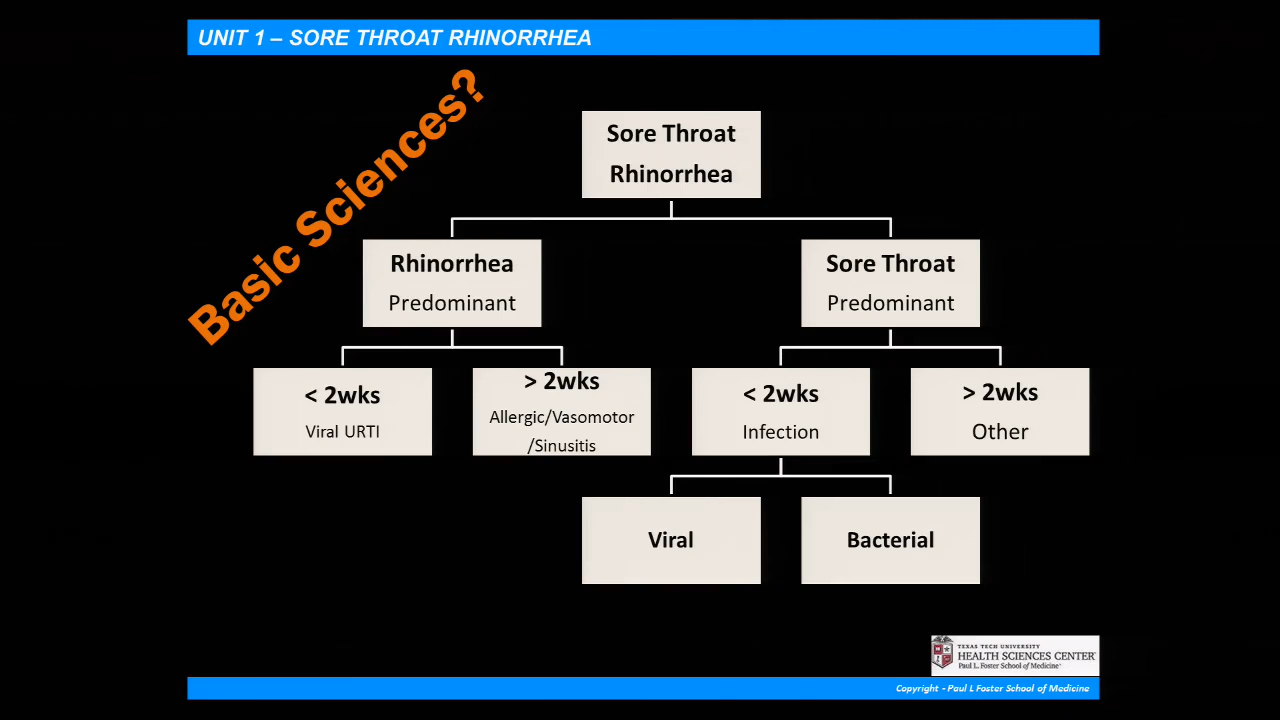 UNIT 1 – SORE THROAT RHINORRHEA
Basic Sciences?
Sore Throat
Rhinorrhea
Rhinorrhea
Predominant
Sore Throat
Predominant
< 2wks
Viral URTI
> 2wks
Allergic/Vasomotor
/Sinusitis
< 2wks
Infection
> 2wks
Other
Viral
Bacterial
TEXAS TECH UNIVERSITY
HEALTH SCIENCES CENTER
Paul L. Foster School of Medicine
Copyright - Paul L Foster School of Medicine